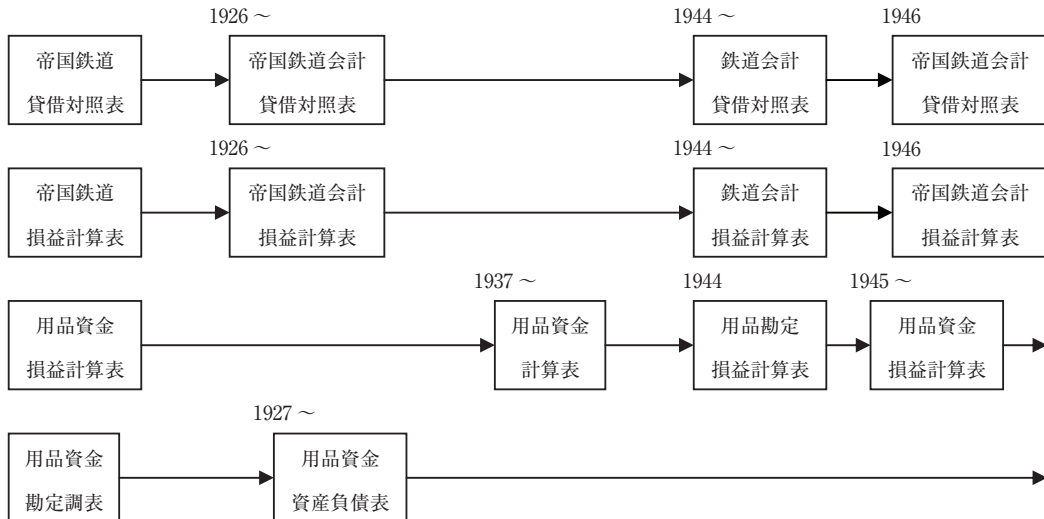 1926～ 1944～ 1946
帝国鉄道 帝国鉄道会計 鉄道会計 帝国鉄道会計
貸借対照表 貸借対照表 貸借対照表 貸借対照表
1926～ 1944～ 1946
帝国鉄道 帝国鉄道会計 鉄道会計 帝国鉄道会計
損益計算表 損益計算表 損益計算表 損益計算表
1937～ 1944 1945～
用品資金 用品資金 用品勘定 用品資金
損益計算表 計算表 損益計算表 損益計算表
1927～
用品資金 用品資金
勘定調表 資産負債表